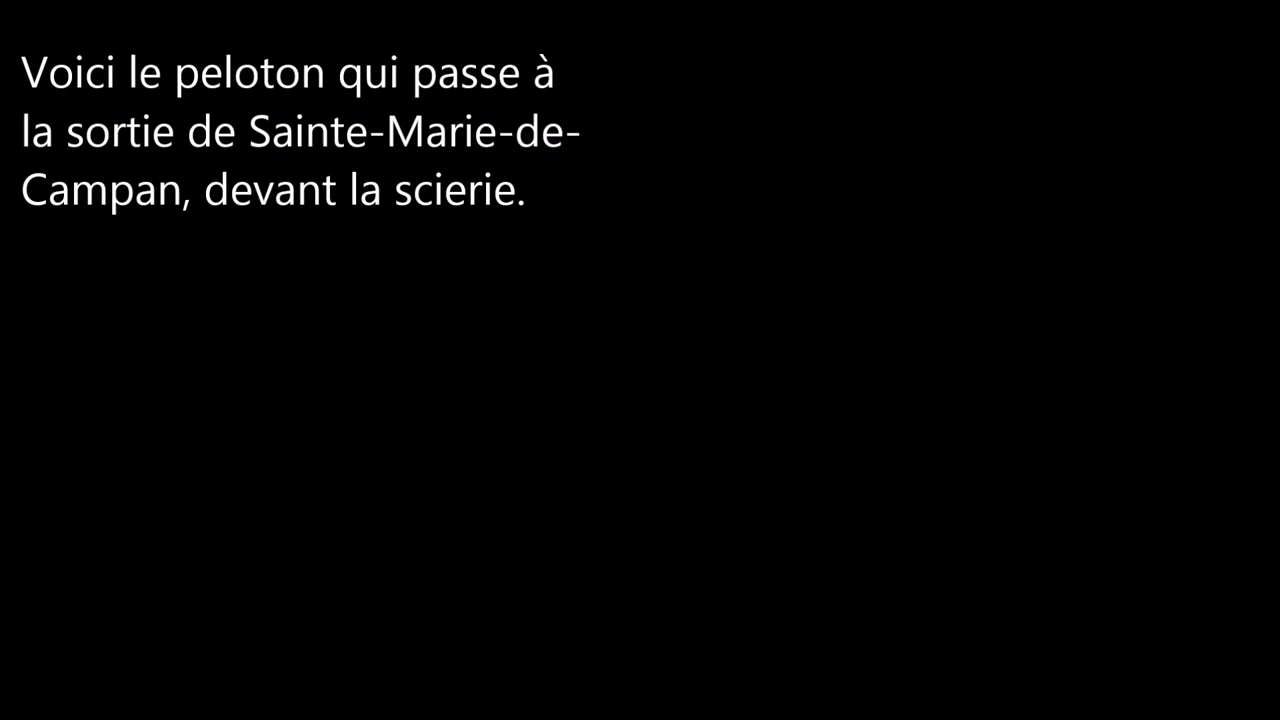 Voici le peloton qui passe à
la sortie de Sainte-Marie-de-
Campan, devant la scierie.